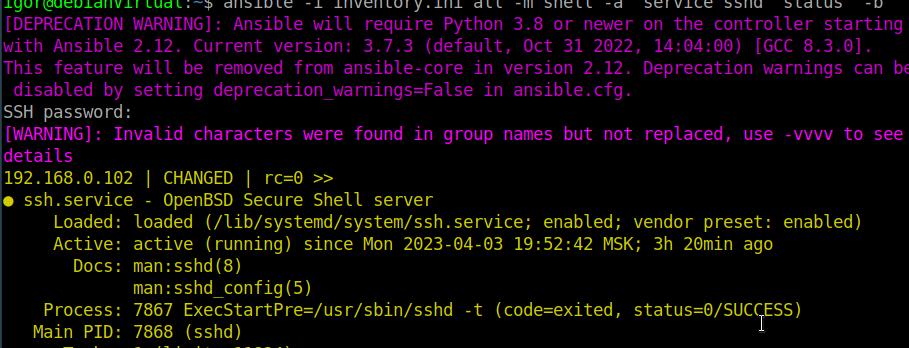 igor@debianvirtual:~$ ansible -i inventory.ini all -m shell -a "service sshd status" -b
[DEPRECATION WARNING]: Ansible will require Python 3.8 or newer on the controller starting
with Ansible 2.12. Current version: 3.7.3 (default, Oct 31 2022, 14:04:00) [GCC 8.3.0].
This feature will be removed from ansible-core in version 2.12. Deprecation warnings can be
disabled by setting deprecation_warnings=False in ansible.cfg.
SSH password:
[WARNING]: Invalid characters were found in group names but not replaced, use -vvvv to see
details
192.168.0.102 | CHANGED | rc=0 >>
● ssh.service - OpenBSD Secure Shell server
Loaded: loaded (/lib/systemd/system/ssh.service; enabled; vendor preset: enabled)
Active: active (running) since Mon 2023-04-03 19:52:42 MSK; 3h 20min ago
Docs: man:sshd(8)
man:sshd_config(5)
Process: 7867 ExecStartPre=/usr/sbin/sshd -t (code=exited, status=0/SUCCESS)
Main PID: 7868 (sshd)